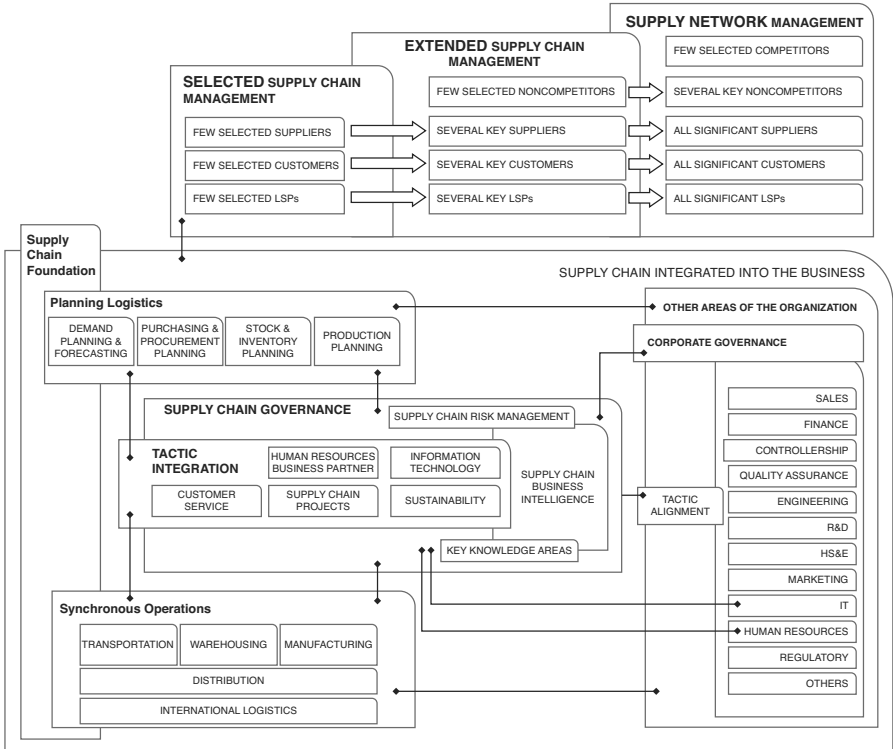 SUPPLY NETWORK MANAGEMENT
FEW SELECTED COMPETITORS
SEVERAL KEY NONCOMPETITORS
ALL SIGNIFICANT SUPPLIERS
ALL SIGNIFICANT CUSTOMERS
ALL SIGNIFICANT LSPs
EXTENDED SUPPLY CHAIN
MANAGEMENT
FEW SELECTED NONCOMPETITORS
SEVERAL KEY SUPPLIERS
SEVERAL KEY CUSTOMERS
SEVERAL KEY LSPs
SELECTED SUPPLY CHAIN
MANAGEMENT
FEW SELECTED SUPPLIERS
FEW SELECTED CUSTOMERS
FEW SELECTED LSPs
Supply
Chain
Foundation
SUPPLY CHAIN INTEGRATED INTO THE BUSINESS
Planning Logistics
DEMAND
PLANNING &
FORECASTING
PURCHASING &
PROCUREMENT
PLANNING
STOCK &
INVENTORY
PLANNING
PRODUCTION
PLANNING
OTHER AREAS OF THE ORGANIZATION
CORPORATE GOVERNANCE
SUPPLY CHAIN GOVERNANCE
SUPPLY CHAIN RISK MANAGEMENT
TACTIC
INTEGRATION
HUMAN RESOURCES
BUSINESS PARTNER
INFORMATION
TECHNOLOGY
CUSTOMER
SERVICE
SUPPLY CHAIN
PROJECTS
SUSTAINABILITY
SUPPLY CHAIN
BUSINESS
INTELLIGENCE
KEY KNOWLEDGE AREAS
TACTIC
ALIGNMENT
SALES
FINANCE
CONTROLLERSHIP
QUALITY ASSURANCE
ENGINEERING
R&D
HS&E
MARKETING
IT
HUMAN RESOURCES
REGULATORY
OTHERS
Synchronous Operations
TRANSPORTATION
WAREHOUSING
MANUFACTURING
DISTRIBUTION
INTERNATIONAL LOGISTICS